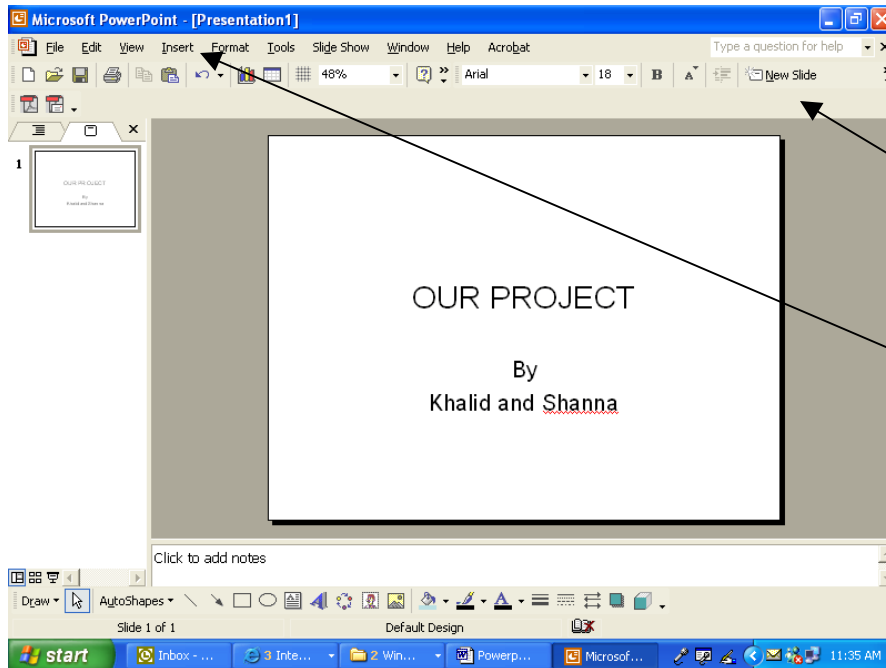 Microsoft PowerPoint - [Presentation1]
File Edit View Insert Format Tools Slide Show Window Help Acrobat Type a question for help
48% Arial 18 B A New Slide
1
OUR PROJECT
By
Khalid and Shanna
OUR PROJECT
By
Khalid and Shanna
Click to add notes
Draw AutoShapes A
Slide 1 of 1 Default Design
start Inbox - ... 3 Inte... 2 Win... Powerp... Microsof... 11:35 AM